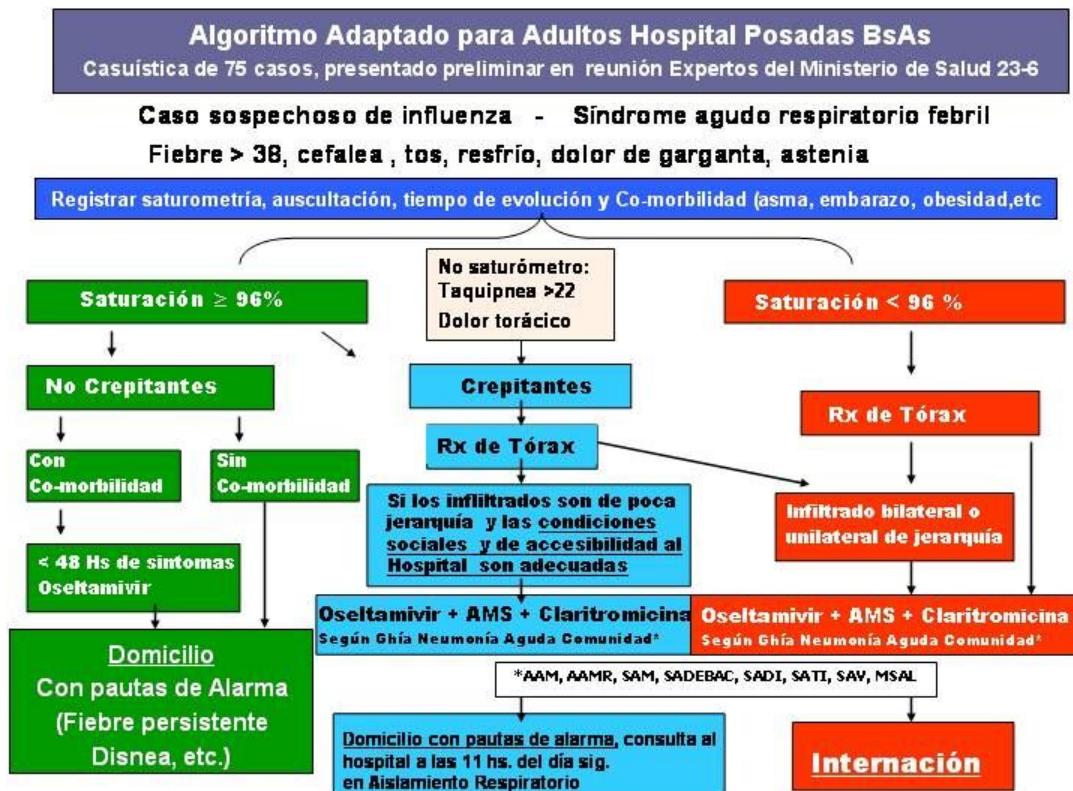 Algoritmo Adaptado para Adultos Hospital Posadas BsAs
Casuística de 75 casos, presentado preliminar en reunión Expertos del Ministerio de Salud 23-6
Caso sospechoso de influenza - Síndrome agudo respiratorio febril
Fiebre > 38, cefalea , tos, resfrío, dolor de garganta, astenia
Registrar saturometría, auscultación, tiempo de evolución y Co-morbilidad (asma, embarazo, obesidad,etc
No saturómetro:
Taquipnea >22
Dolor torácico
Saturación ≥ 96%
Saturación < 96 %
No Crepitantes
Crepitantes
Rx de Tórax
Rx de Tórax
Con
Co-morbilidad
Sin
Co-morbilidad
Si los infliltrados son de poca
jerarquía y las condiciones
sociales y de accesibilidad al
Hospital son adecuadas
Infiltrado bilateral o
unilateral de jerarquía
< 48 Hs de síntomas
Oseltamivir
Oseltamivir + AMS + Claritromicina
Según Ghía Neumonía Aguda Comunidad*
Oseltamivir + AMS + Claritromicina
Según Ghía Neumonía Aguda Comunidad*
Domicilio
Con pautas de Alarma
(Fiebre persistente
Disnea, etc.)
*AAM, AAMR, SAM, SADEBAC, SADI, SATI, SAV, MSAL
Domicilio con pautas de alarma, consulta al
hospital a las 11 hs. del día sig.
en Aislamiento Respiratorio
Internación